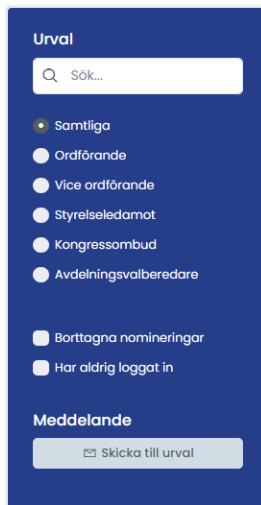 Urval
Sök...
Samtliga
Ordförande
Vice ordförande
Styrelseledamot
Kongressombud
Avdelningsvalberedare
Borttagna nomineringar
Har aldrig loggat in
Meddelande
Skicka till urval